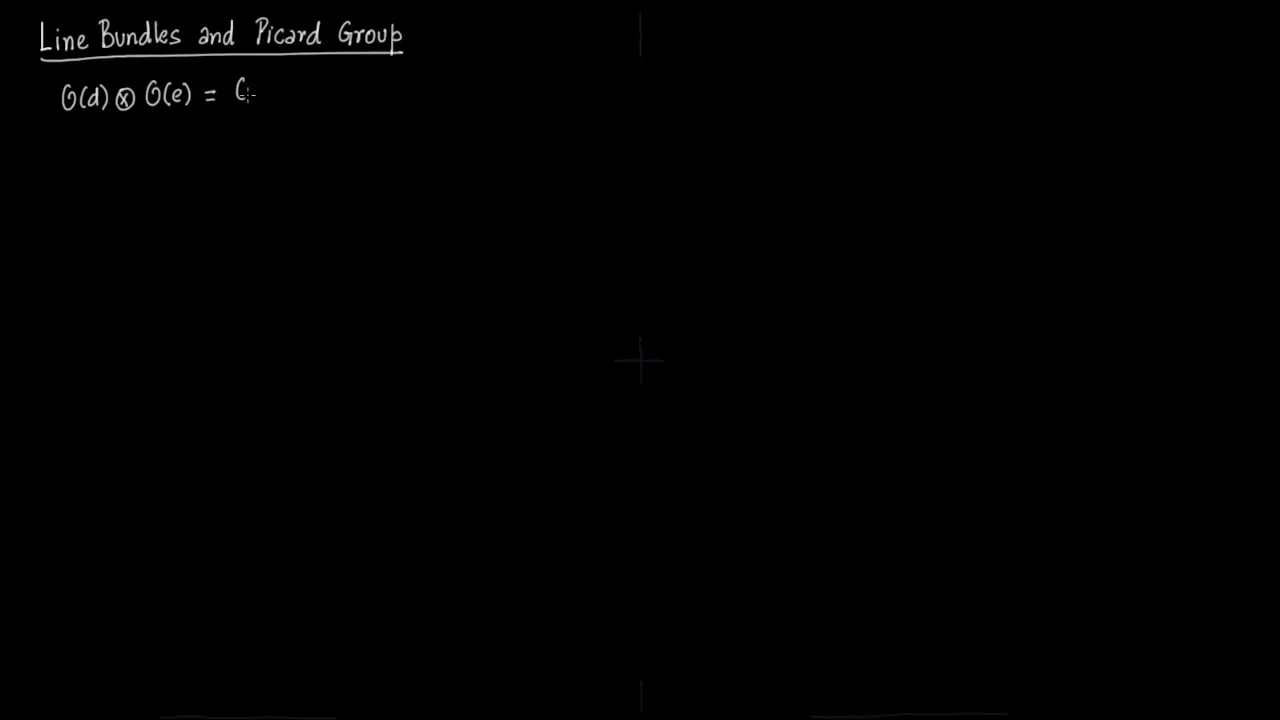 Line Bundles and Picard Group
O(d) ⊗ O(e) =